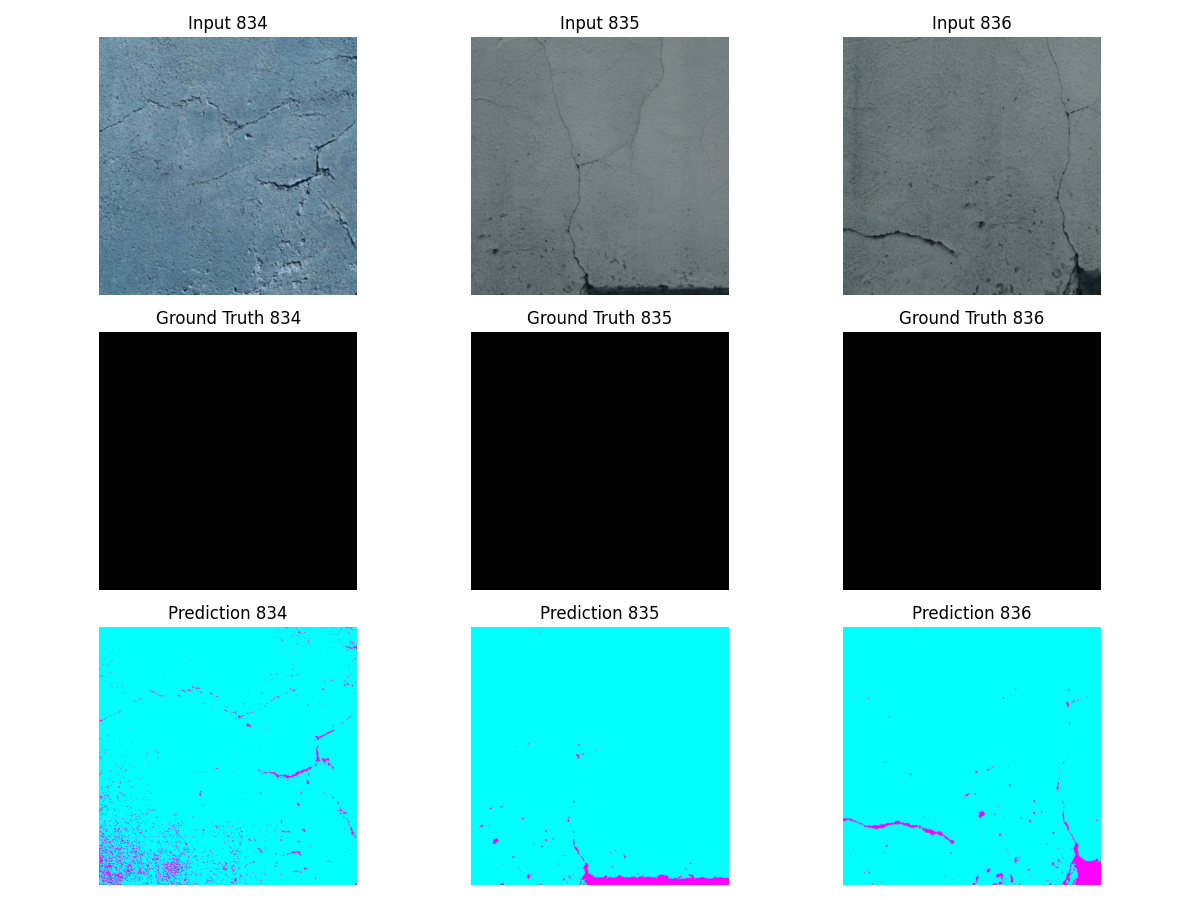 Input 834
Input 835
Input 836
Ground Truth 834
Ground Truth 835
Ground Truth 836
Prediction 834
Prediction 835
Prediction 836